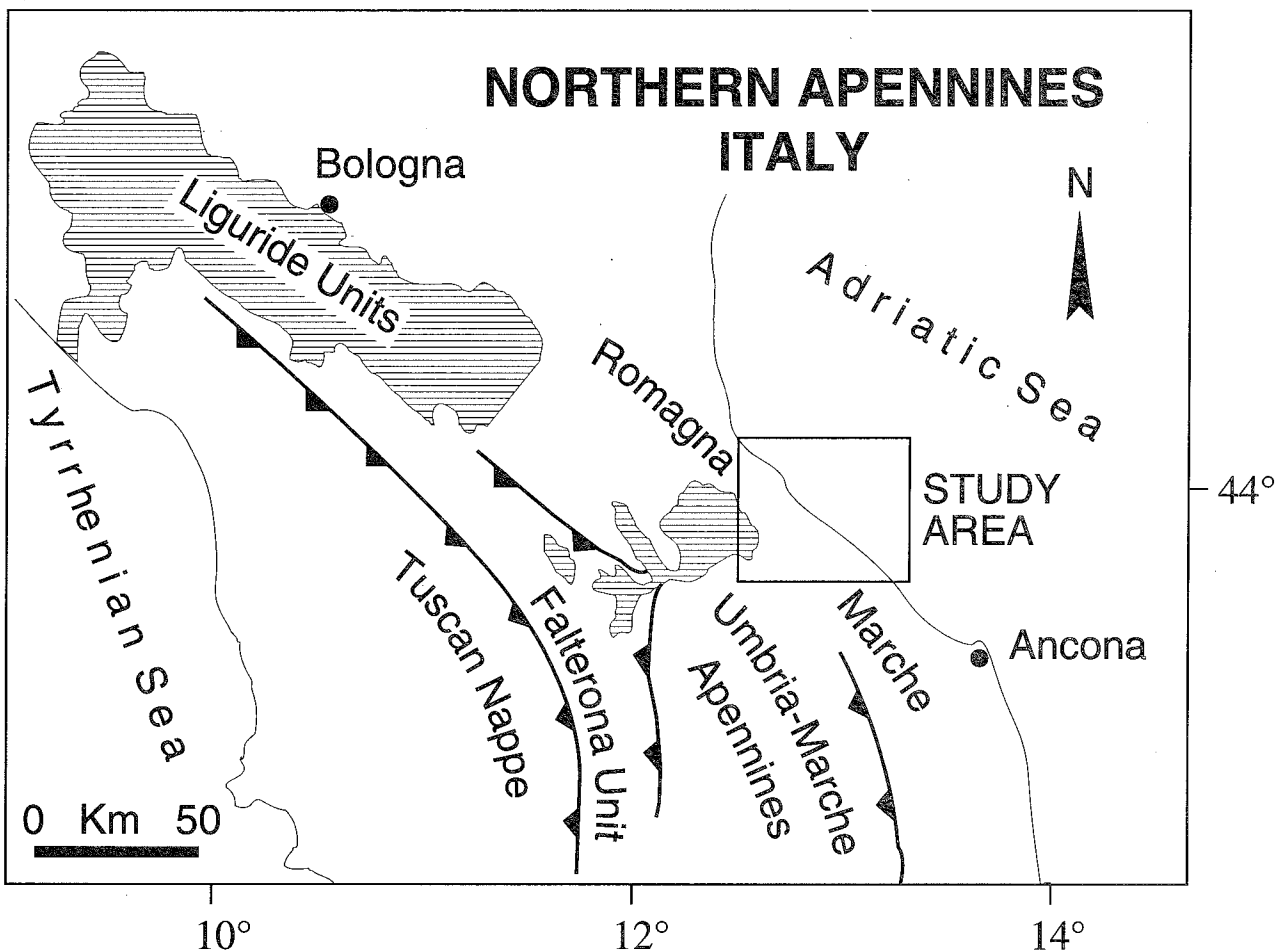 NORTHERN APENNINES
ITALY
Bologna
N
Liguride Units
Adriatic Sea
Romagna
Tyrrhenian Sea
STUDY
AREA
44°
Tuscan Nappe
Falterona Unit
Umbria-Marche
Apennines
Marche
Ancona
0 Km 50
10°
12°
14°